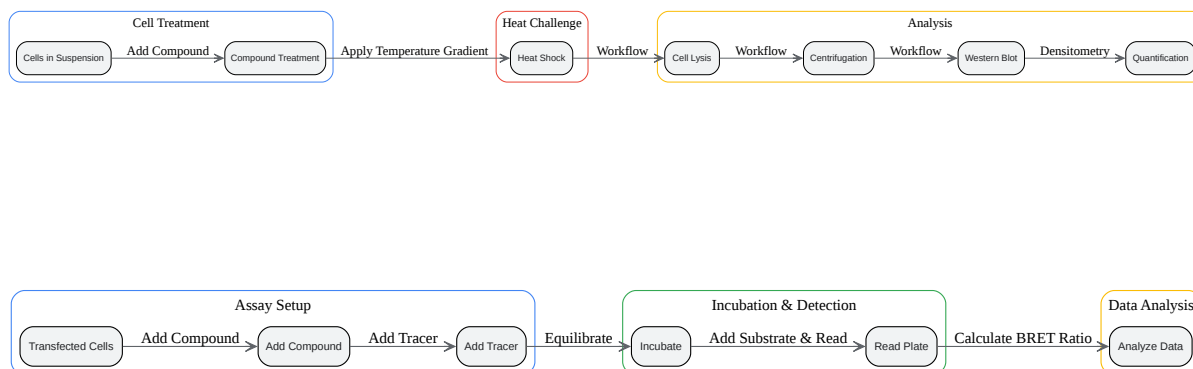 Cell Treatment
Heat Challenge
Analysis
Cells in Suspension
Add Compound
Compound Treatment
Apply Temperature Gradient
Heat Shock
Workflow
Cell Lysis
Workflow
Centrifugation
Workflow
Western Blot
Densitometry
Quantification
Assay Setup
Incubation & Detection
Data Analysis
Transfected Cells
Add Compound
Add Compound
Add Tracer
Add Tracer
Equilibrate
Incubate
Add Substrate & Read
Read Plate
Calculate BRET Ratio
Analyze Data